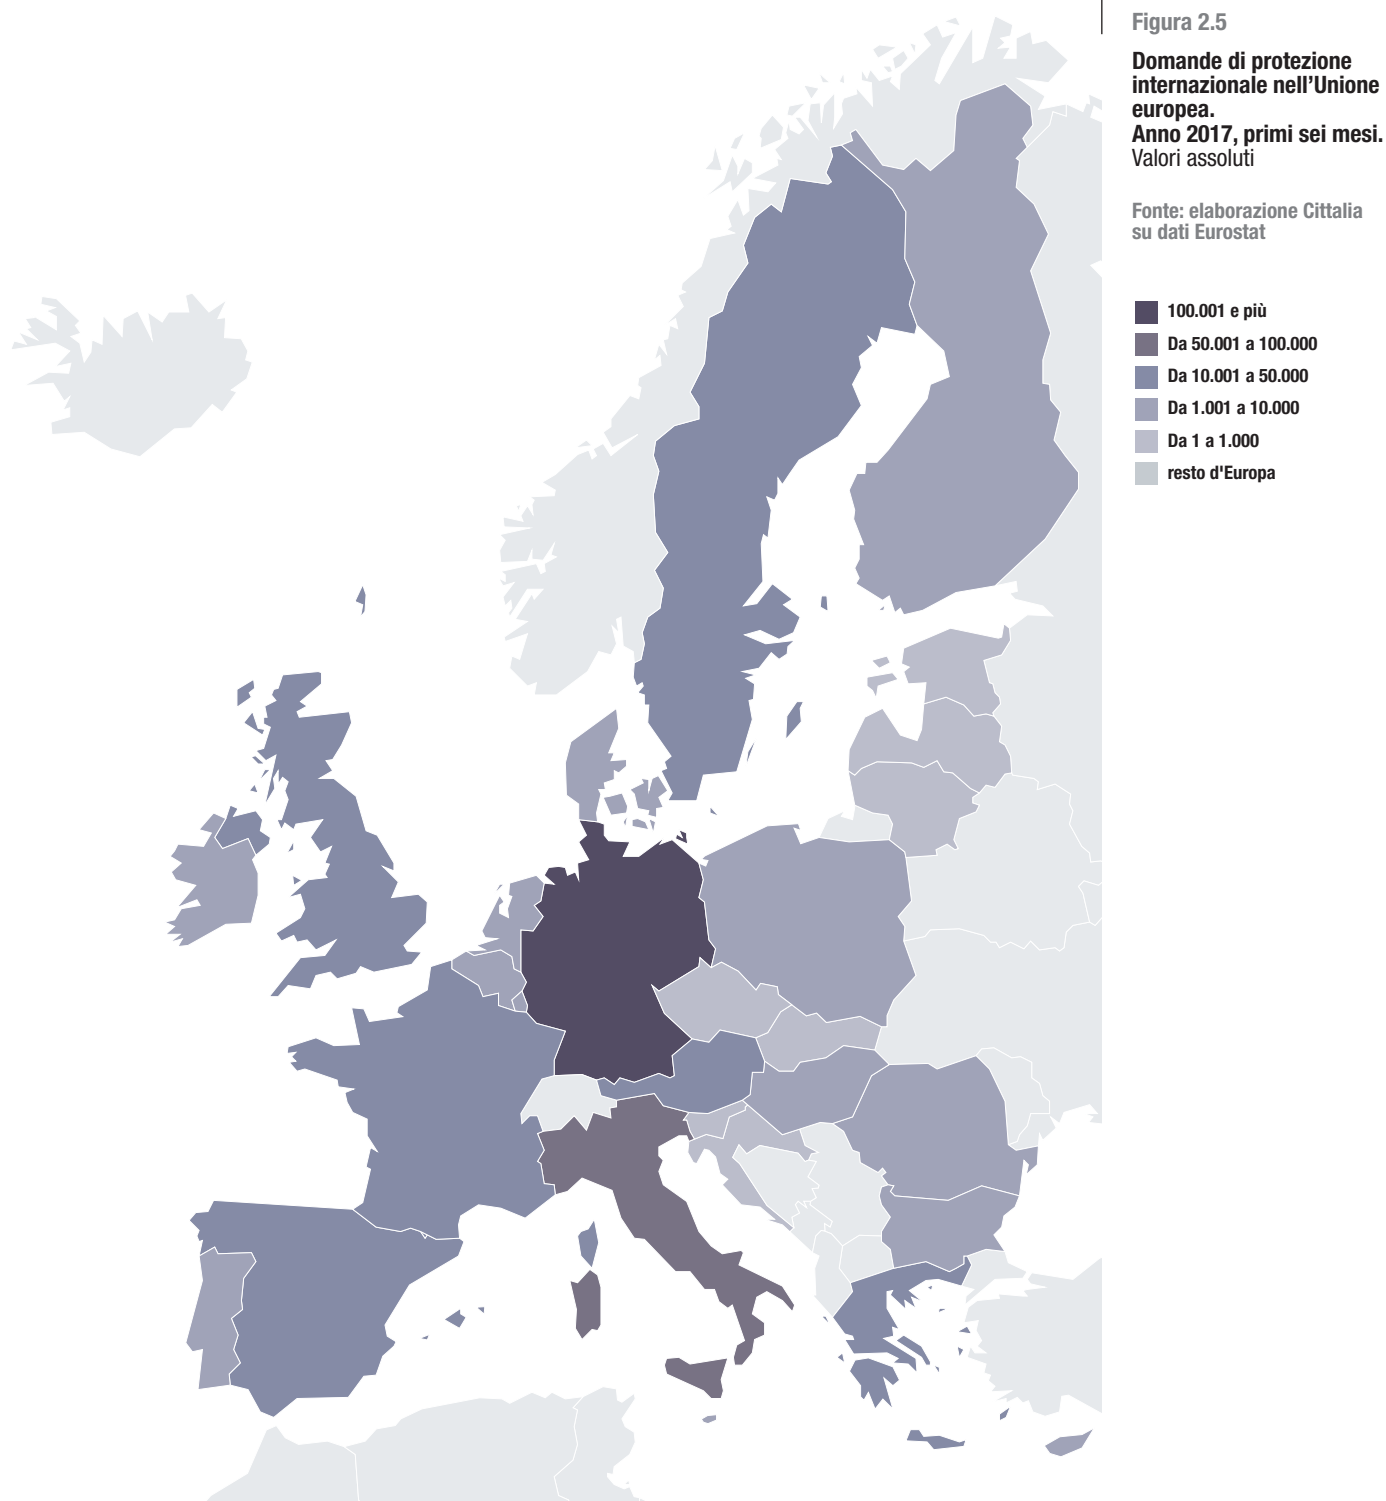 Figura 2.5
Domande di protezione
internazionale nell'Unione
europea.
Anno 2017, primi sei mesi.
Valori assoluti
Fonte: elaborazione Cittalia
su dati Eurostat
100.001 e più
Da 50.001 a 100.000
Da 10.001 a 50.000
Da 1.001 a 10.000
Da 1 a 1.000
resto d'Europa